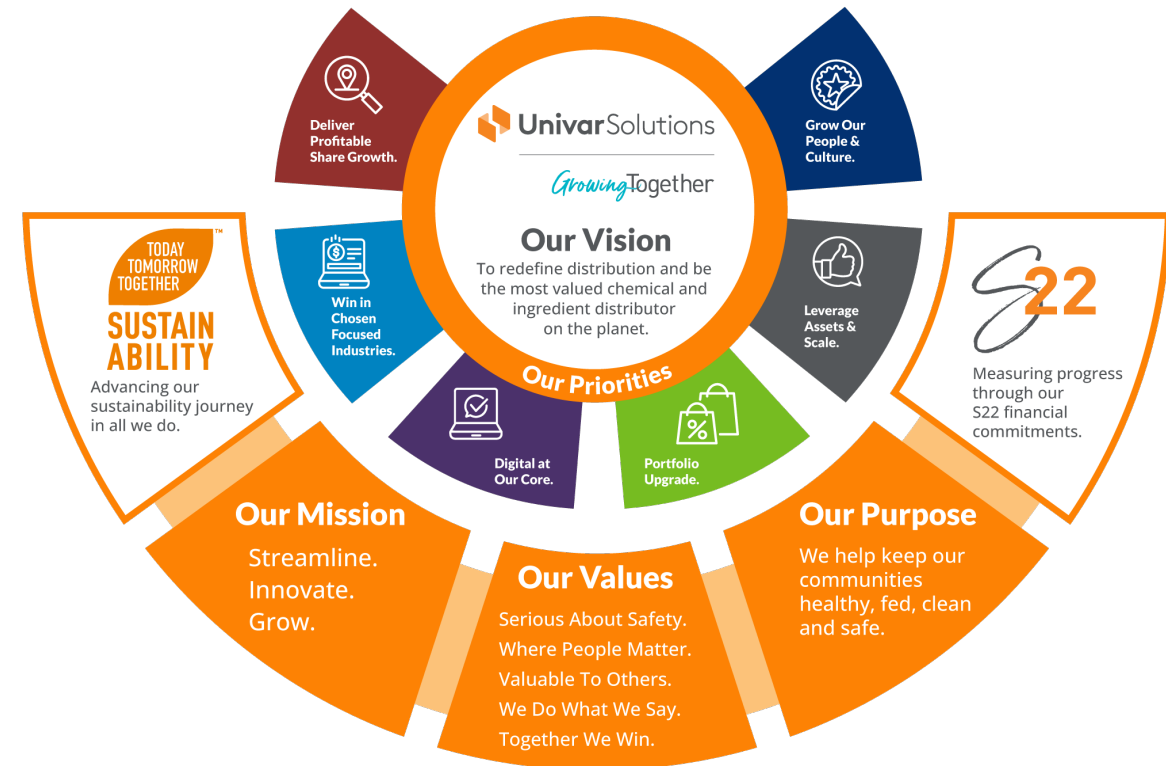 UnivarSolutions
GrowingTogether
Our Vision
To redefine distribution and be
the most valued chemical and
ingredient distributor
on the planet.
Our Priorities
Deliver
Profitable
Share Growth.
Win in
Chosen
Focused
Industries.
Digital at
Our Core.
Portfolio
Upgrade.
Leverage
Assets &
Scale.
Grow Our
People &
Culture.
TODAY
TOMORROW
TOGETHER
™
SUSTAIN
ABILITY
Advancing our
sustainability journey
in all we do.
Our Mission
Streamline.
Innovate.
Grow.
Our Values
Serious About Safety.
Where People Matter.
Valuable To Others.
We Do What We Say.
Together We Win.
Our Purpose
We help keep our
communities
healthy, fed, clean
and safe.
S22
Measuring progress
through our
S22 financial
commitments.